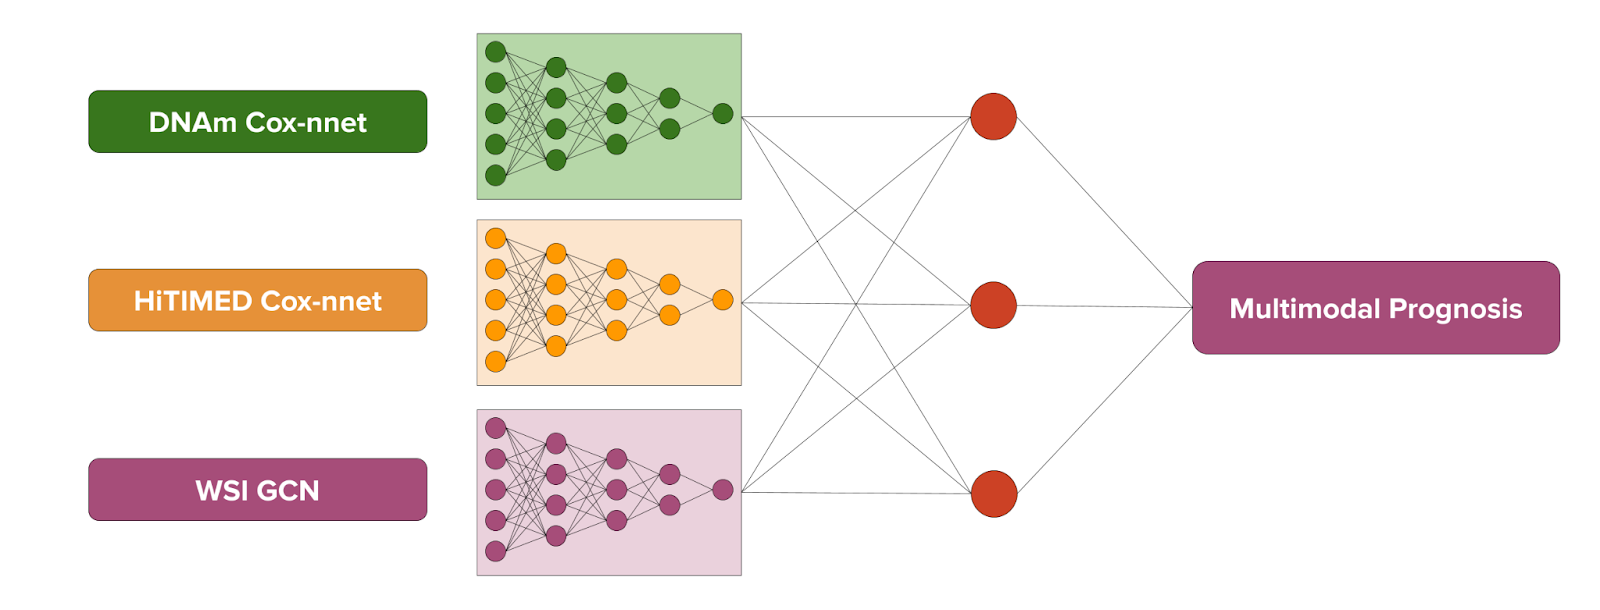 DNAm Cox-nnet
HiTIMED Cox-nnet
Multimodal Prognosis
WSI GCN